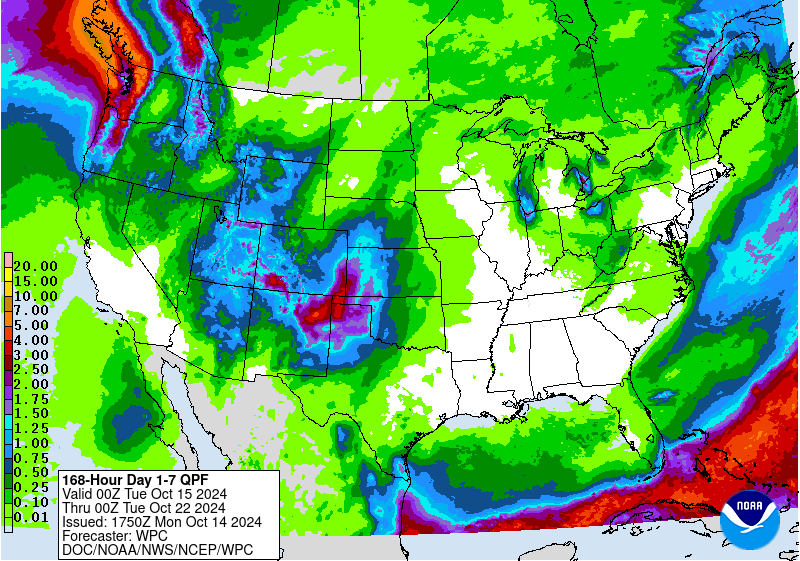 20.00
15.00
10.00
7.00
5.00
4.00
3.00
2.50
2.00
1.75
1.50
1.25
1.00
0.75
0.50
0.25
0.10
0.01
168-Hour Day 1-7 QPF
Valid 00Z Tue Oct 15 2024
Thru 00Z Tue Oct 22 2024
Issued: 1750Z Mon Oct 14 2024
Forecaster: WPC
DOC/NOAA/NWS/NCEP/WPC
NOAA